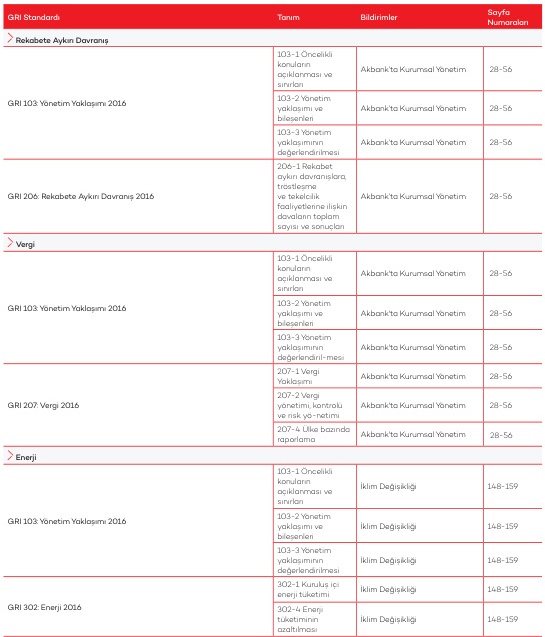 GRI Standardı Tanım Bildirimler Sayfa
Numaraları
Rekabete Aykırı Davranış
GRI 103: Yönetim Yaklaşımı 2016
103-1 Öncelikli
konuların
açıklanması ve
sınırları
Akbank'ta Kurumsal Yönetim 28-56
103-2 Yönetim
yaklaşımı ve
bileşenleri
Akbank'ta Kurumsal Yönetim 28-56
103-3 Yönetim
yaklaşımının
değerlendirilmesi
Akbank'ta Kurumsal Yönetim 28-56
GRI 206: Rekabete Aykırı Davranış 2016
206-1 Rekabet
aykırı davranışlara,
tröstleşme
ve tekelcilik
faaliyetlerine ilişkin
davaların toplam
sayısı ve sonuçları
Akbank'ta Kurumsal Yönetim 28-56
Vergi
GRI 103: Yönetim Yaklaşımı 2016
103-1 Öncelikli
konuların
açıklanması ve
sınırları
Akbank'ta Kurumsal Yönetim 28-56
103-2 Yönetim
yaklaşımı ve
bileşenleri
Akbank'ta Kurumsal Yönetim 28-56
103-3 Yönetim
yaklaşımının
değerlendiril-mesi
Akbank'ta Kurumsal Yönetim 28-56
GRI 207: Vergi 2016
207-1 Vergi
Yaklaşımı
Akbank'ta Kurumsal Yönetim 28-56
207-2 Vergi
yönetimi, kontrolü
ve risk yö-netimi
Akbank'ta Kurumsal Yönetim 28-56
207-4 Ülke bazında
raporlama
Akbank'ta Kurumsal Yönetim 28-56
Enerji
GRI 103: Yönetim Yaklaşımı 2016
103-1 Öncelikli
konuların
açıklanması ve
sınırları
İklim Değişikliği 148-159
103-2 Yönetim
yaklaşımı ve
bileşenleri
İklim Değişikliği 148-159
103-3 Yönetim
yaklaşımının
değerlendirilmesi
İklim Değişikliği 148-159
GRI 302: Enerji 2016
302-1 Kuruluş içi
enerji tüketimi
İklim Değişikliği 148-159
302-4 Enerji
tüketiminin
azaltılması
İklim Değişikliği 148-159